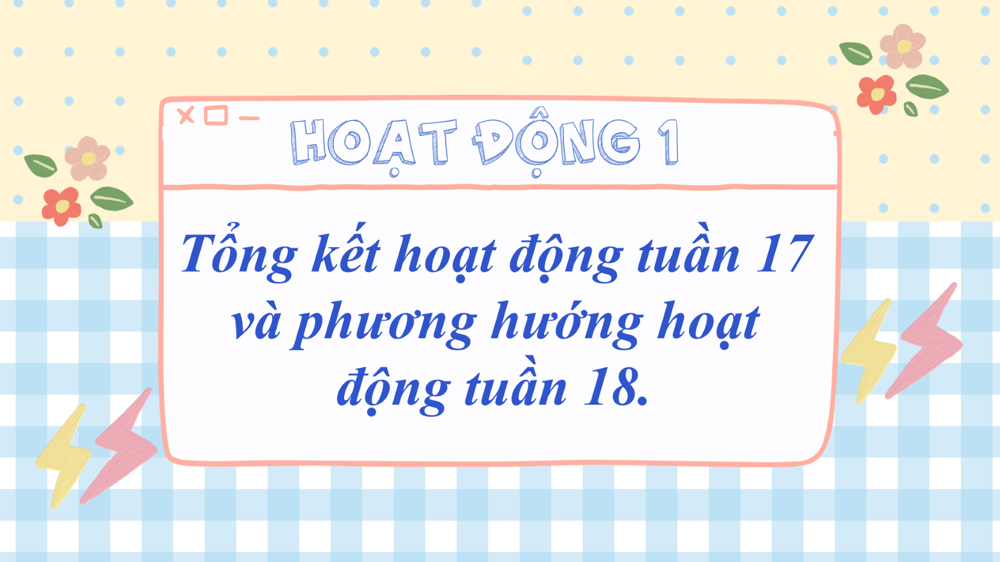 HOẠT ĐỘNG 1
Tổng kết hoạt động tuần 17
và phương hướng hoạt
động tuần 18.